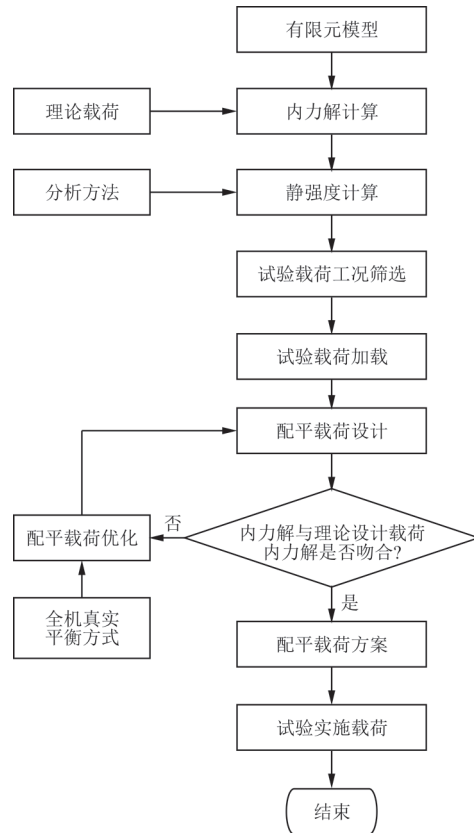 有限元模型
理论载荷
内力解计算
分析方法
静强度计算
试验载荷工况筛选
试验载荷加载
配平载荷设计
内力解与理论设计载荷
内力解是否吻合?
否
配平载荷优化
是
全机真实
平衡方式
配平载荷方案
试验实施载荷
结束